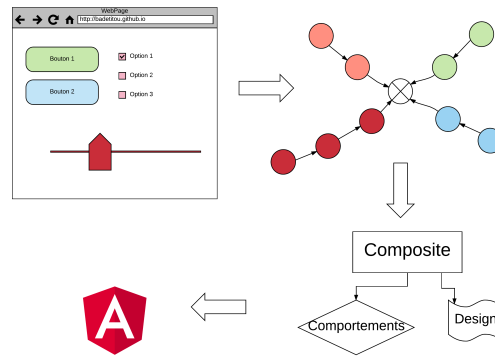 WebPage
http://badetitou.github.io
Bouton 1
Option 1
Option 2
Bouton 2
Option 3
Composite
Comportements
Design
A